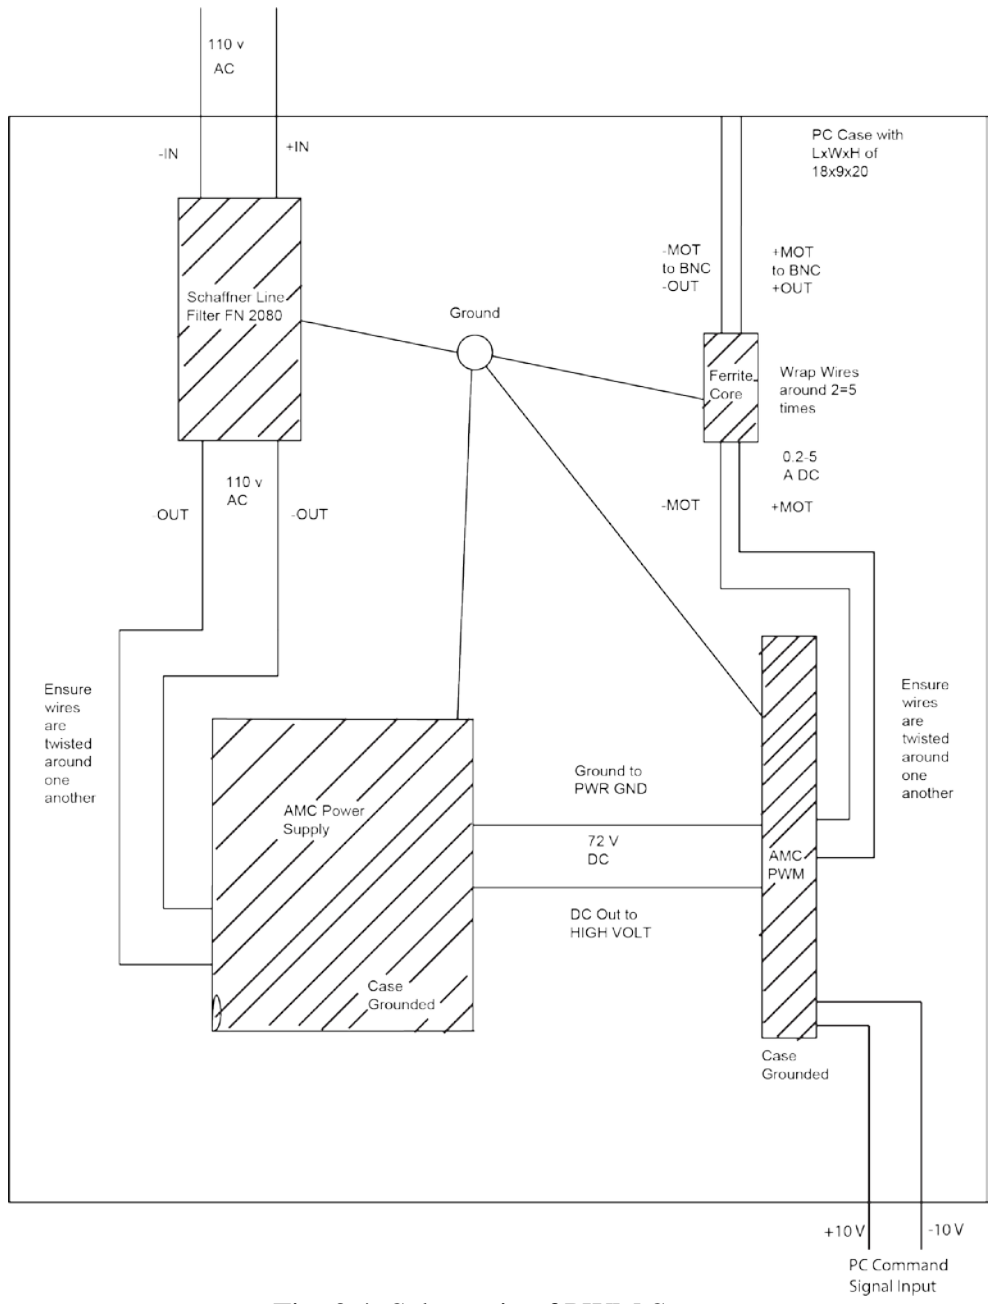 110 v
AC
PC Case with
LxWxH of
18x9x20
-IN
+IN
-MOT
to BNC
-OUT
+MOT
to BNC
+OUT
Schaffner Line
Filter FN 2080
Ground
Ferrite
Core
Wrap Wires
around 2=5
times
0.2-5
A DC
110 v
AC
-OUT
-OUT
-MOT
+MOT
Ensure
wires
are
twisted
around
one
another
Ensure
wires
are
twisted
around
one
another
Ground to
PWR GND
AMC Power
Supply
72 V
DC
AMC
PWM
DC Out to
HIGH VOLT
Case
Grounded
Case
Grounded
+10 V
-10 V
PC Command
Signal Input